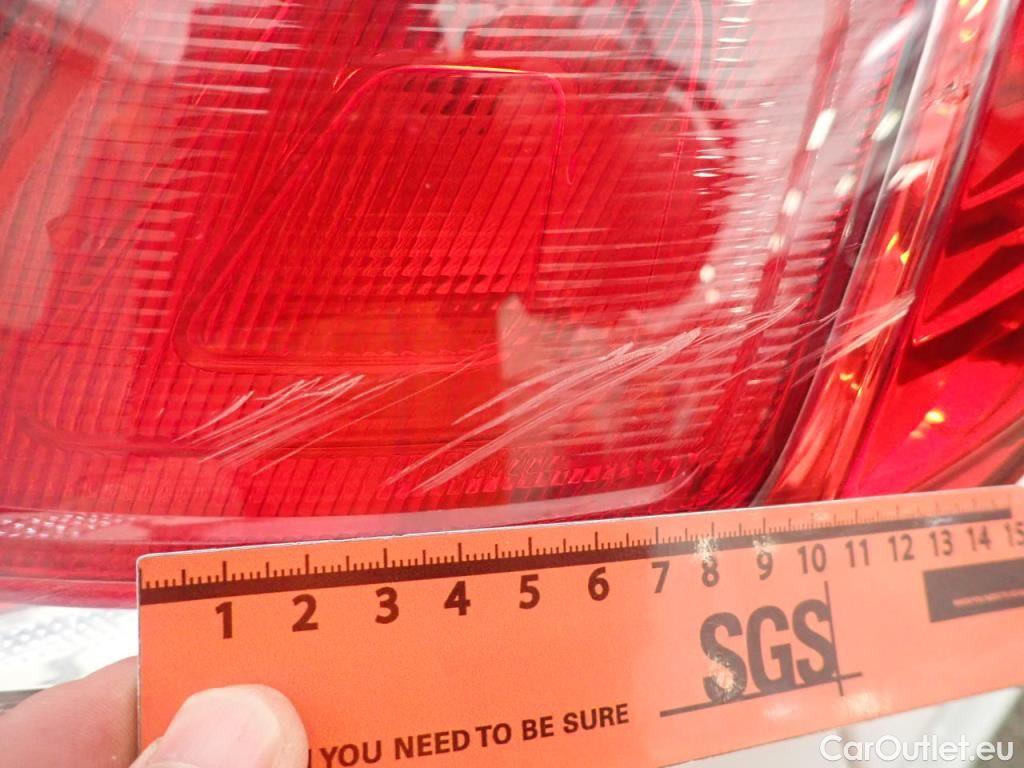 1 2 3 4 5 6 7 8 9 10 11 12 13 14 15
SGS
YOU NEED TO BE SURE
CarOutlet.eu